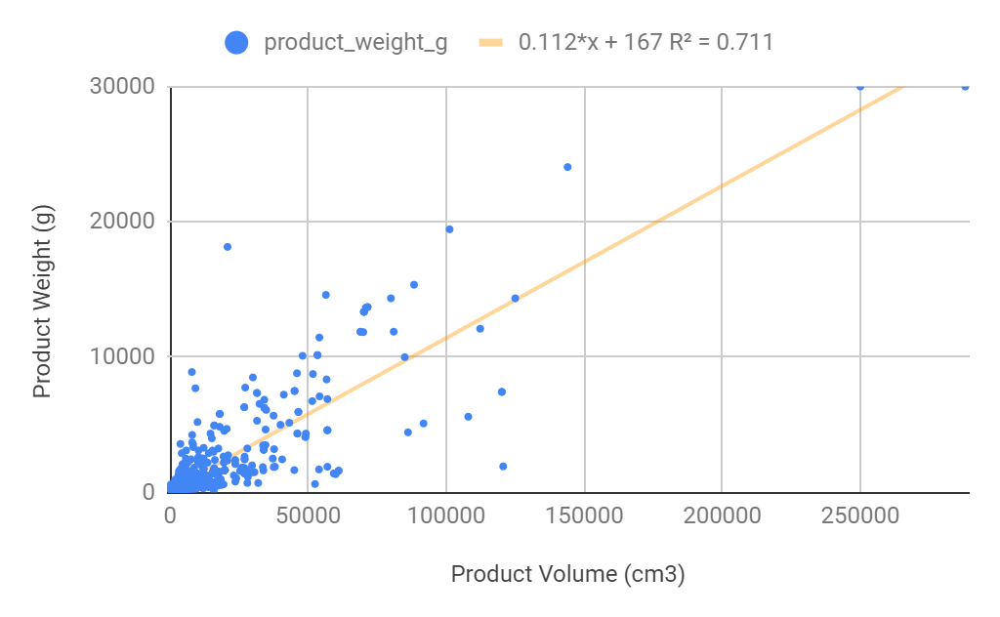 product_weight_g 0.112*x + 167 R² = 0.711
30000
20000
10000
0
Product Weight (g)
0 50000 100000 150000 200000 250000
Product Volume (cm3)